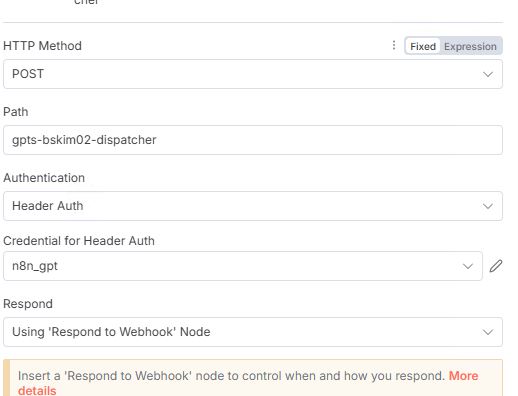 cher
HTTP Method
Fixed Expression
POST
Path
gpts-bskim02-dispatcher
Authentication
Header Auth
Credential for Header Auth
n8n_gpt
Respond
Using 'Respond to Webhook' Node
Insert a 'Respond to Webhook' node to control when and how you respond. More
details